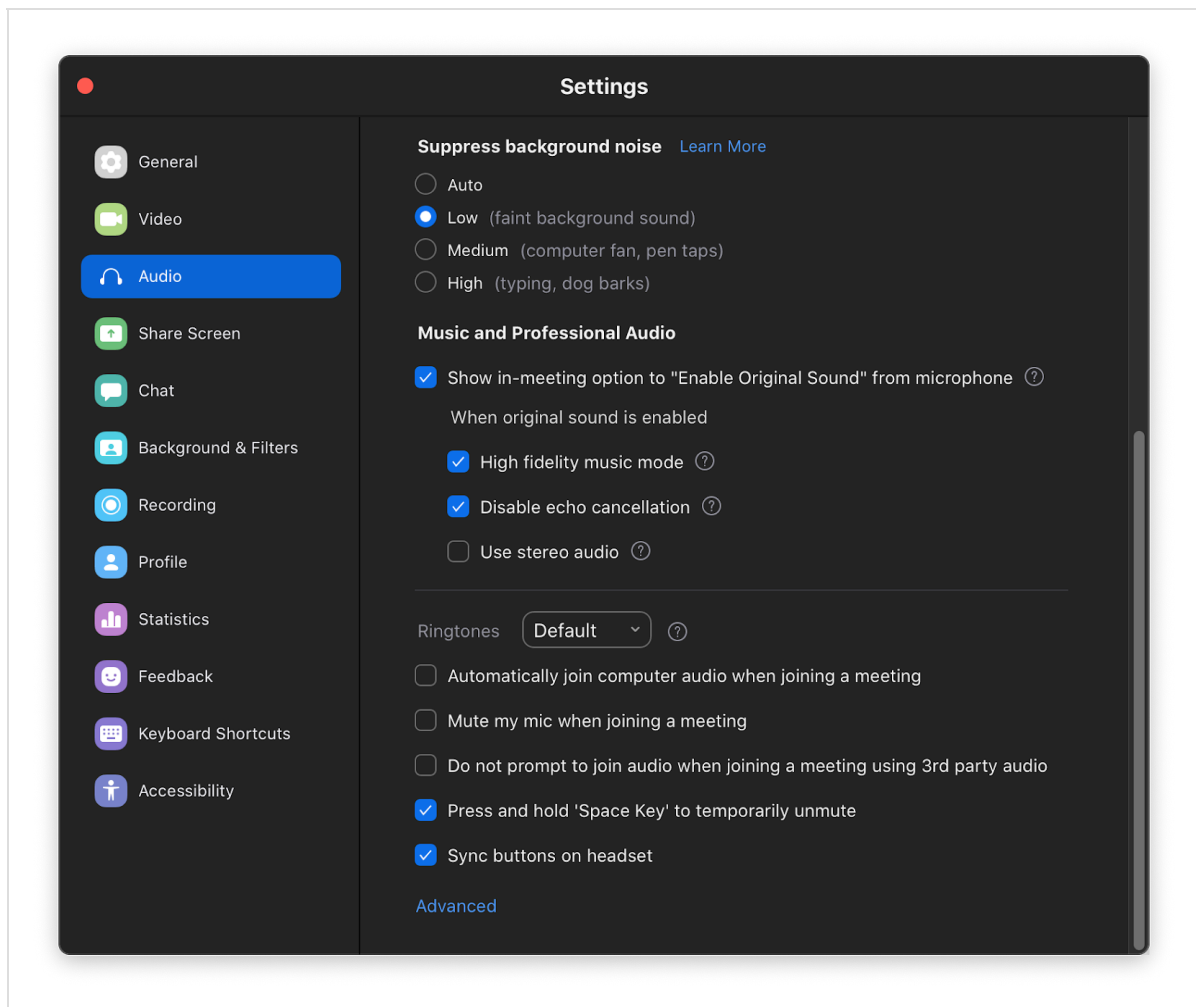 Settings
General
Video
Audio
Share Screen
Chat
Background & Filters
Recording
Profile
Statistics
Feedback
Keyboard Shortcuts
Accessibility
Suppress background noise Learn More
Auto
Low (faint background sound)
Medium (computer fan, pen taps)
High (typing, dog barks)
Music and Professional Audio
Show in-meeting option to "Enable Original Sound" from microphone ?
When original sound is enabled
High fidelity music mode ?
Disable echo cancellation ?
Use stereo audio ?
Ringtones Default ?
Automatically join computer audio when joining a meeting
Mute my mic when joining a meeting
Do not prompt to join audio when joining a meeting using 3rd party audio
Press and hold 'Space Key' to temporarily unmute
Sync buttons on headset
Advanced